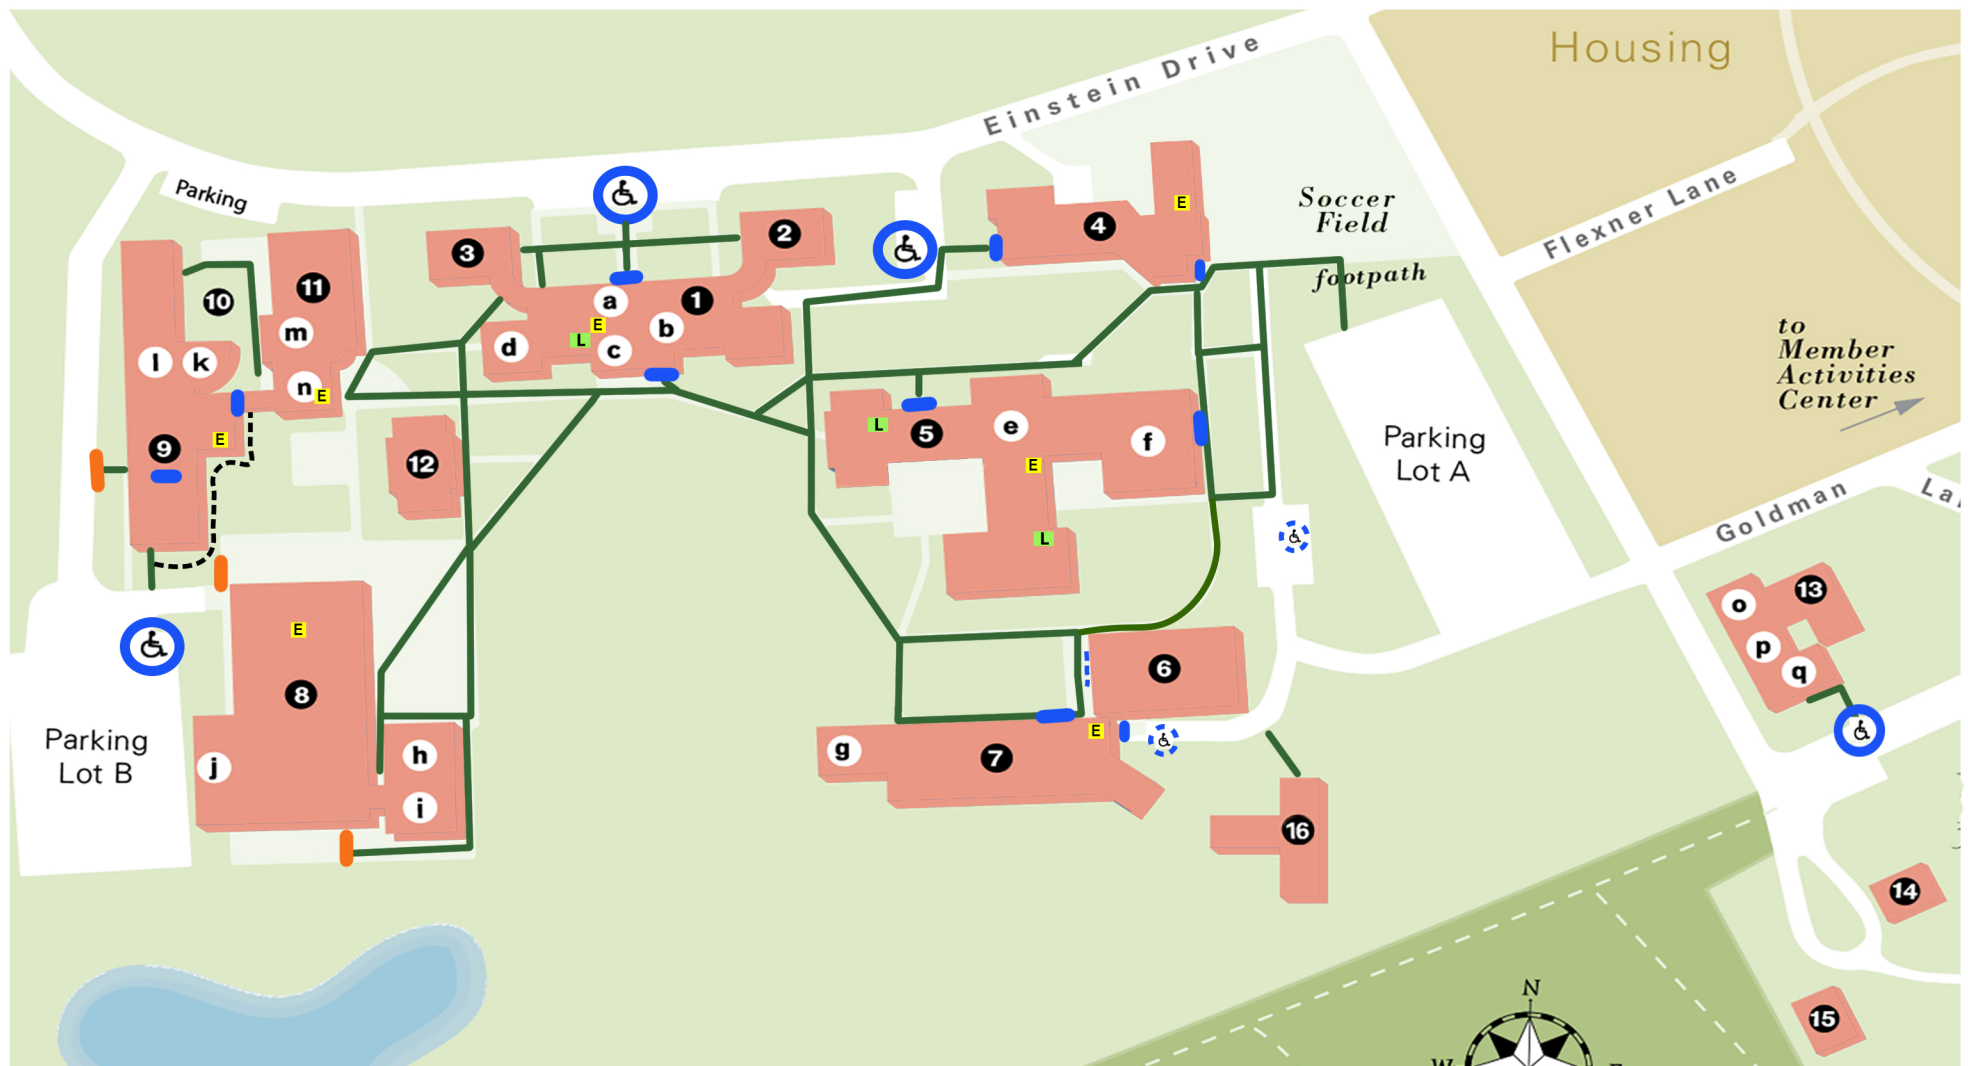 Housing
Einstein Drive
Parking
Soccer
Field
footpath
Flexner Lane
to
Member
Activities
Center
3
2
4
E
11
10
a
1
E
b
L
c
d
m
l
k
n
E
9
E
12
L
5
e
f
E
L
Parking
Lot A
Goldman
La
13
o
p
q
E
8
6
Parking
Lot B
j
h
i
g
7
E
16
14
15
N
W
E